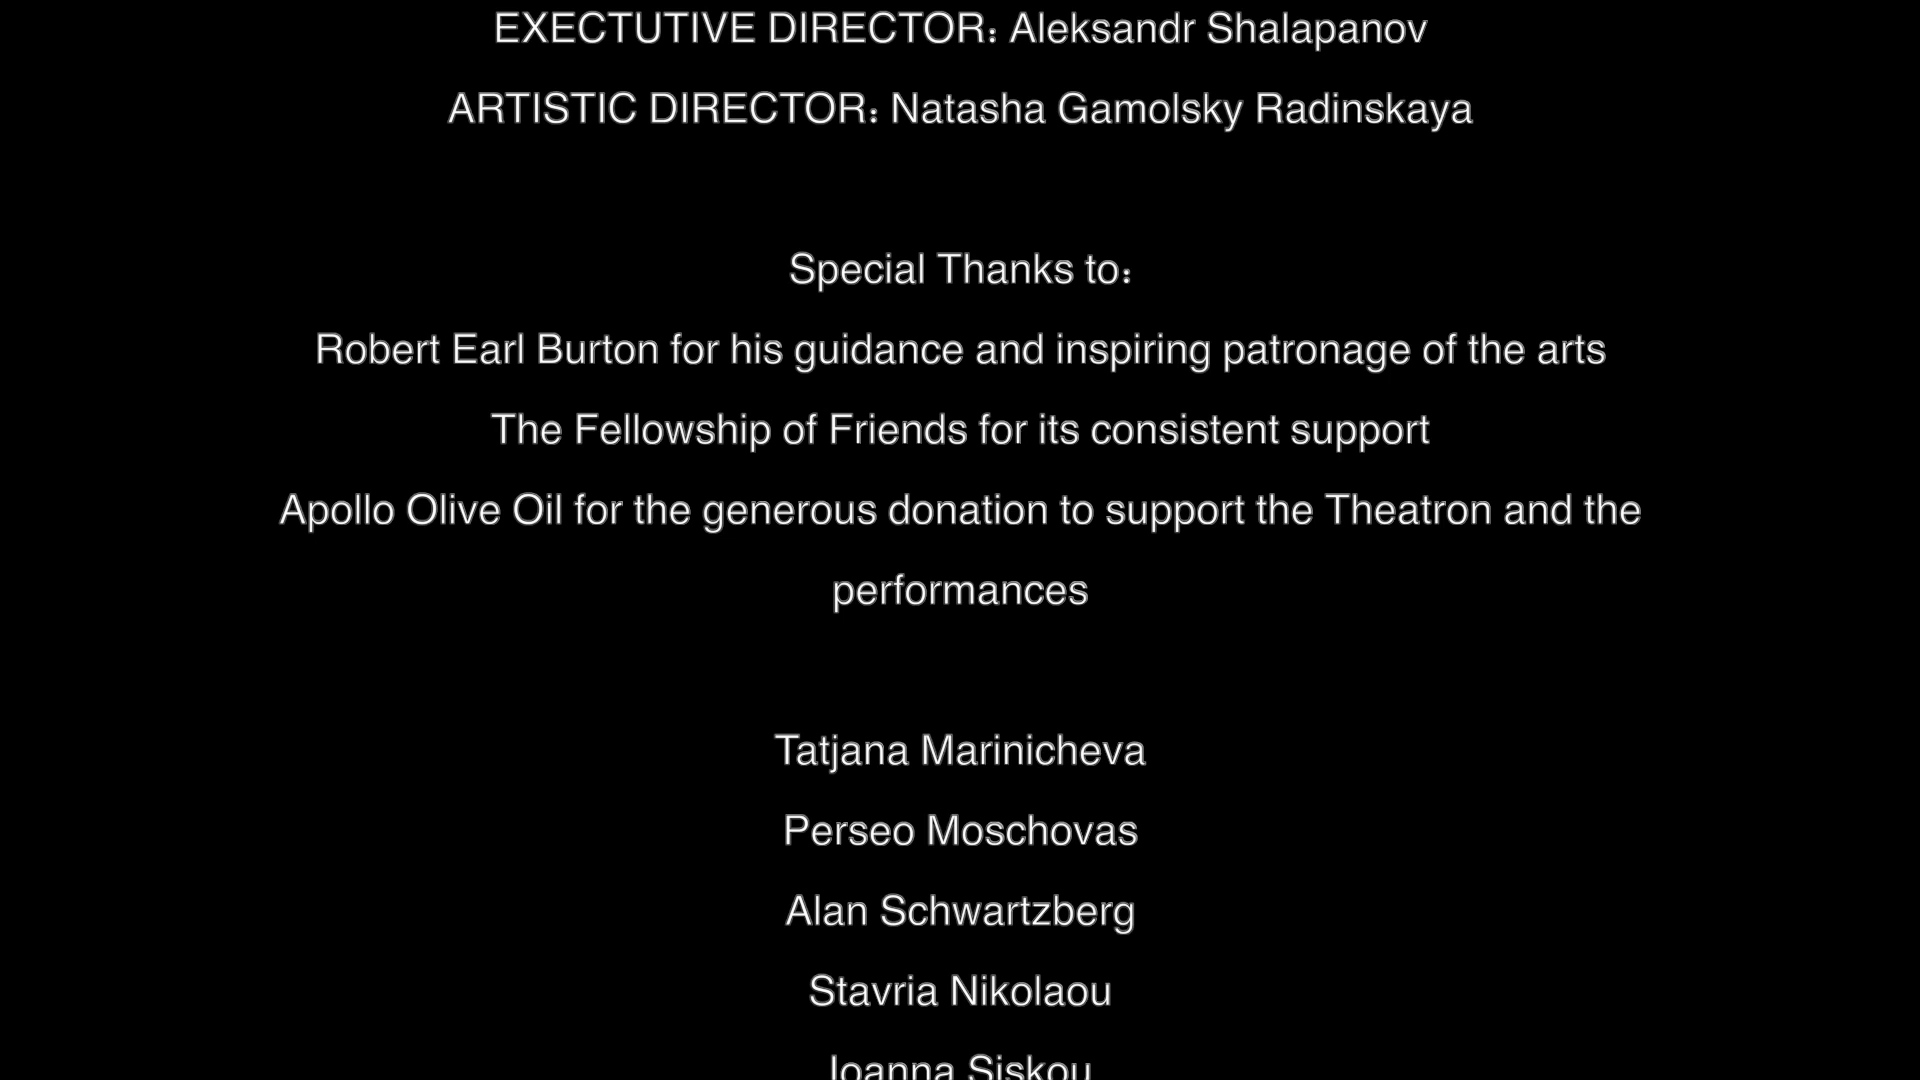 EXECTUTIVE DIRECTOR: Aleksandr Shalapanov
ARTISTIC DIRECTOR: Natasha Gamolsky Radinskaya
Special Thanks to:
Robert Earl Burton for his guidance and inspiring patronage of the arts
The Fellowship of Friends for its consistent support
Apollo Olive Oil for the generous donation to support the Theatron and the
performances
Tatjana Marinicheva
Perseo Moschovas
Alan Schwartzberg
Stavria Nikolaou
Ioanna Siskou